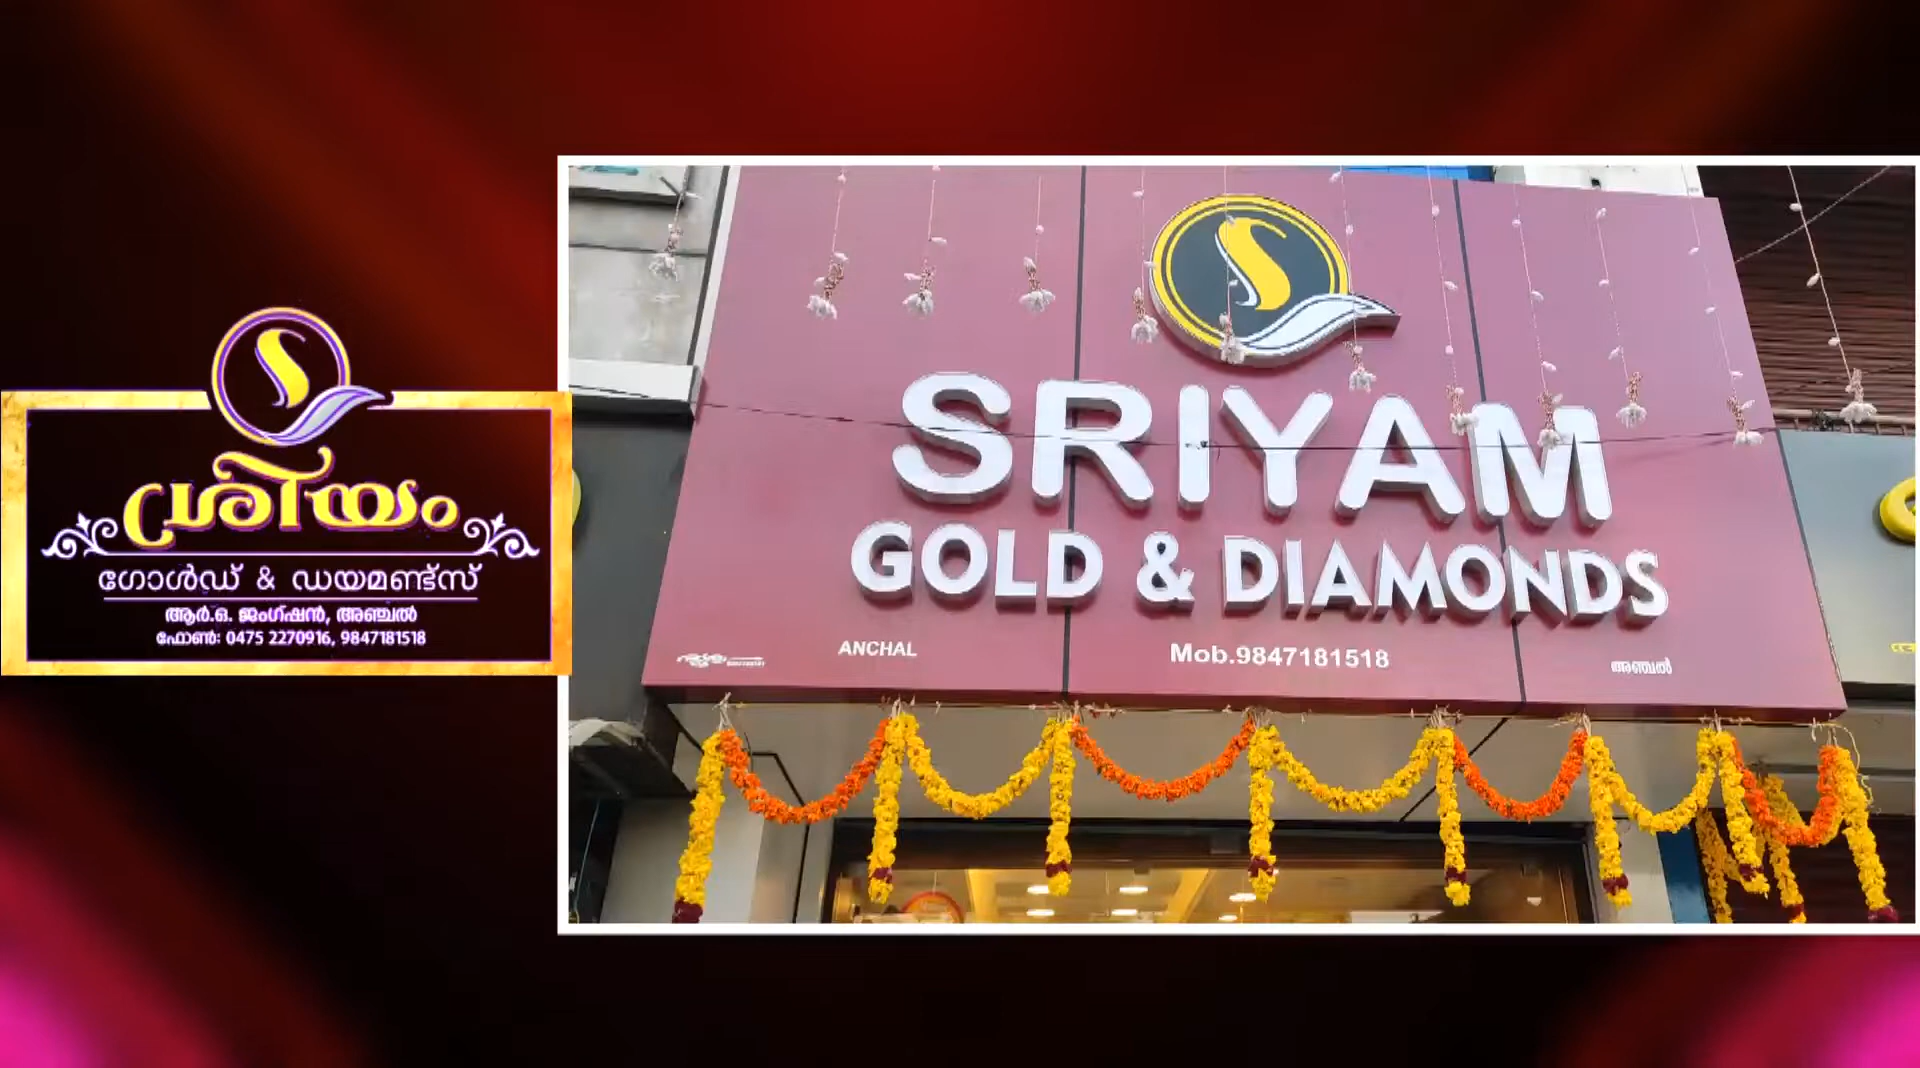 S
ശ്രീയം
ഗോൾഡ് & ഡയമണ്ട്സ്
ആർ.ഒ. ജംഗ്ഷൻ, അഞ്ചൽ
ഫോൺ: 0475 2270916, 9847181518
S
SRIYAM
GOLD & DIAMONDS
ANCHAL
Mob.9847181518
അഞ്ചൽ